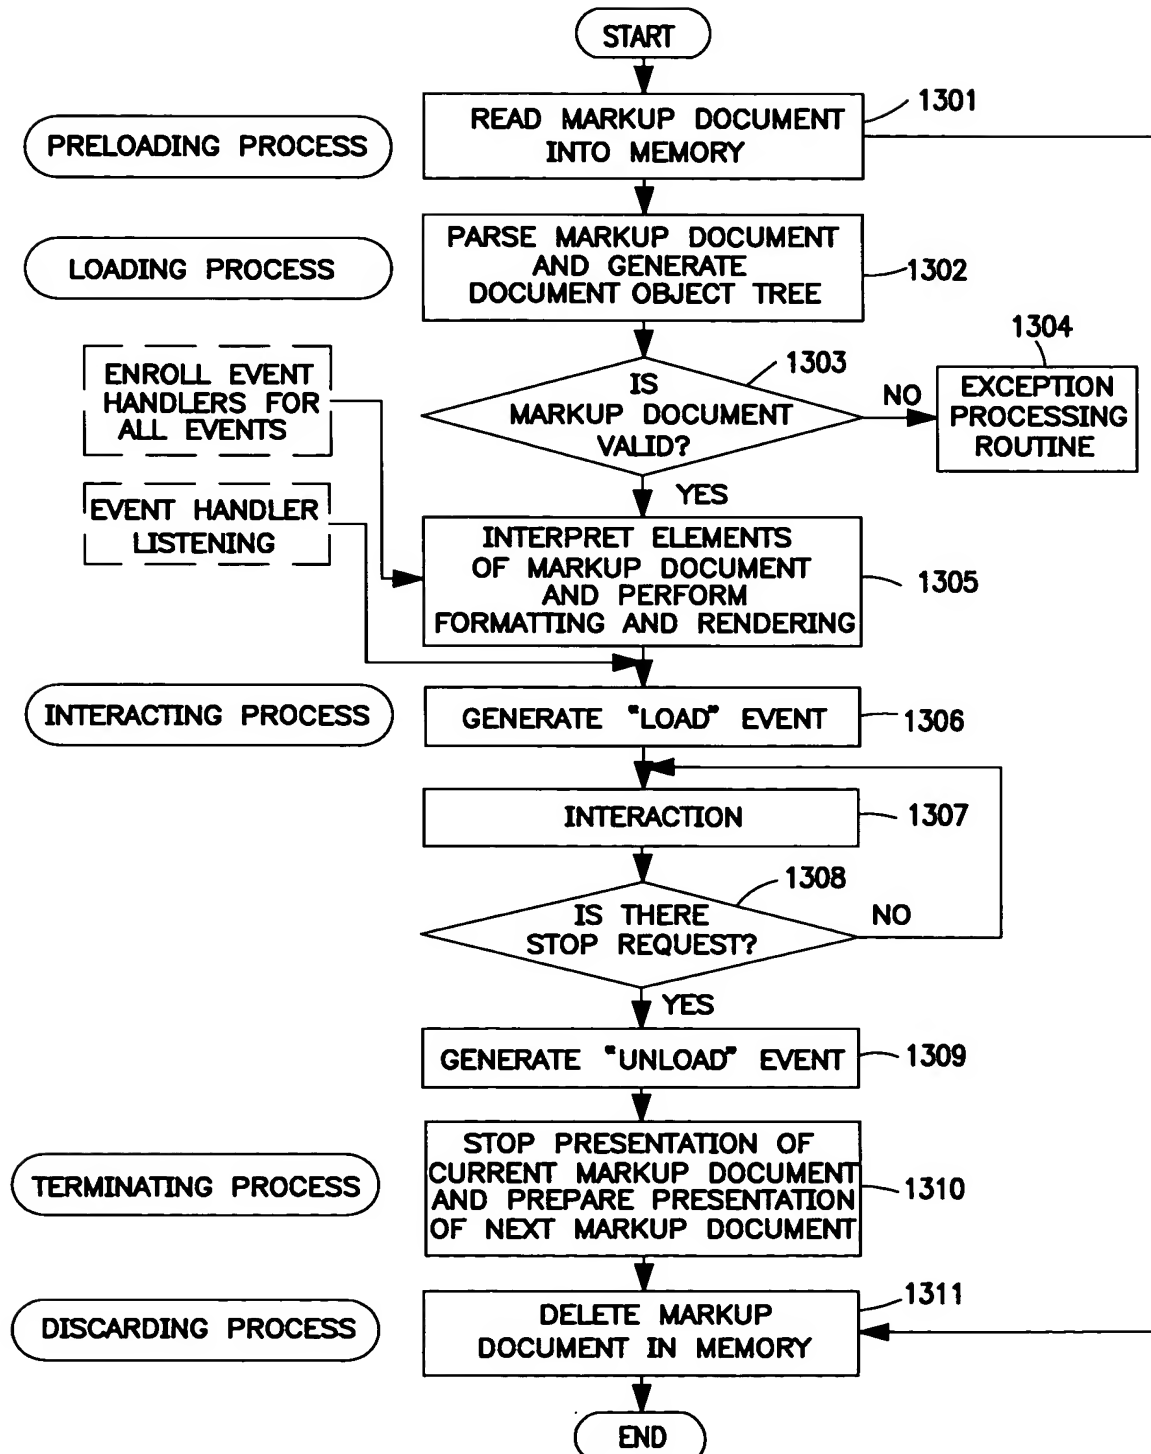 START
1301
READ MARKUP DOCUMENT
INTO MEMORY
PRELOADING PROCESS
PARSE MARKUP DOCUMENT
AND GENERATE
DOCUMENT OBJECT TREE
LOADING PROCESS
1302
1304
1303
ENROLL EVENT
HANDLERS FOR
ALL EVENTS
IS
MARKUP DOCUMENT
VALID?
NO
EXCEPTION
PROCESSING
ROUTINE
YES
EVENT HANDLER
LISTENING
INTERPRET ELEMENTS
OF MARKUP DOCUMENT
AND PERFORM
FORMATTING AND RENDERING
1305
INTERACTING PROCESS
GENERATE "LOAD" EVENT
1306
INTERACTION
1307
1308
IS THERE
STOP REQUEST?
NO
YES
GENERATE "UNLOAD" EVENT
1309
STOP PRESENTATION OF
CURRENT MARKUP DOCUMENT
AND PREPARE PRESENTATION
OF NEXT MARKUP DOCUMENT
TERMINATING PROCESS
1310
1311
DELETE MARKUP
DOCUMENT IN MEMORY
DISCARDING PROCESS
END